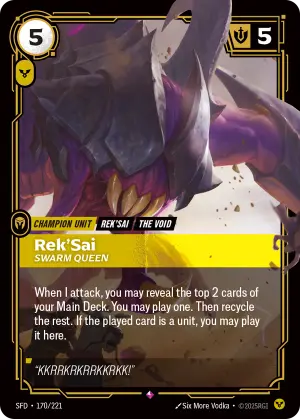 5
5
CHAMPION UNIT REK'SAI THE VOID
Rek'Sai
SWARM QUEEN
When I attack, you may reveal the top 2 cards of
your Main Deck. You may play one. Then recycle
the rest. If the played card is a unit, you may play
it here.
"KKRRRKRKRRKKRKK!"
SFD • 170/221
Six More Vodka • ©2025RGI